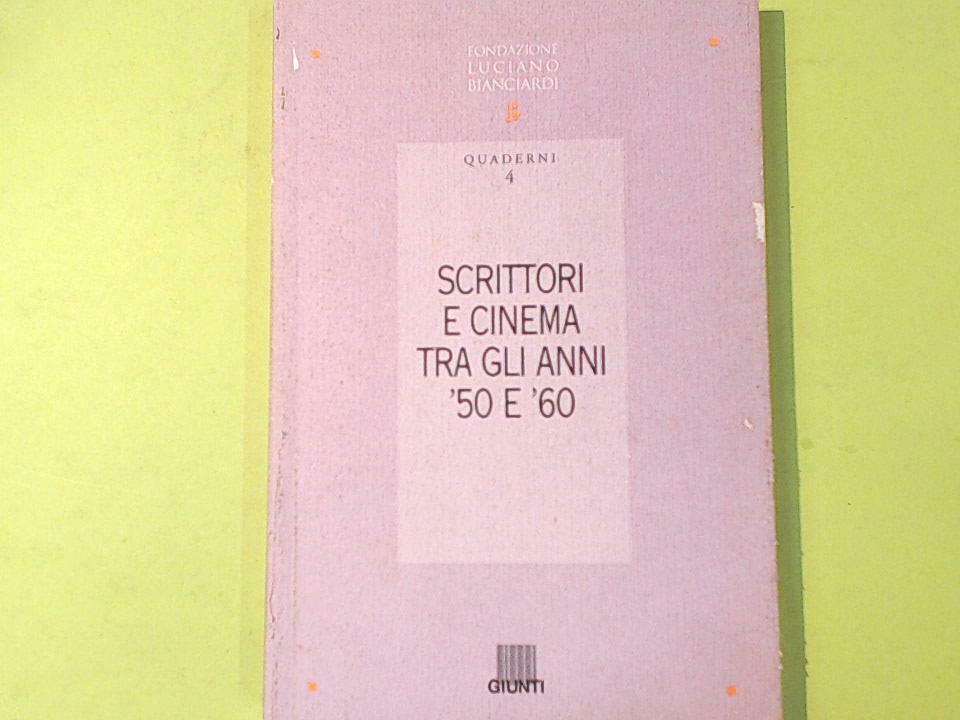 FONDAZIONE
LUCIANO
BIANCIARDI
QUADERNI
4
SCRITTORI
E CINEMA
TRA GLI ANNI
'50 E '60
GIUNTI